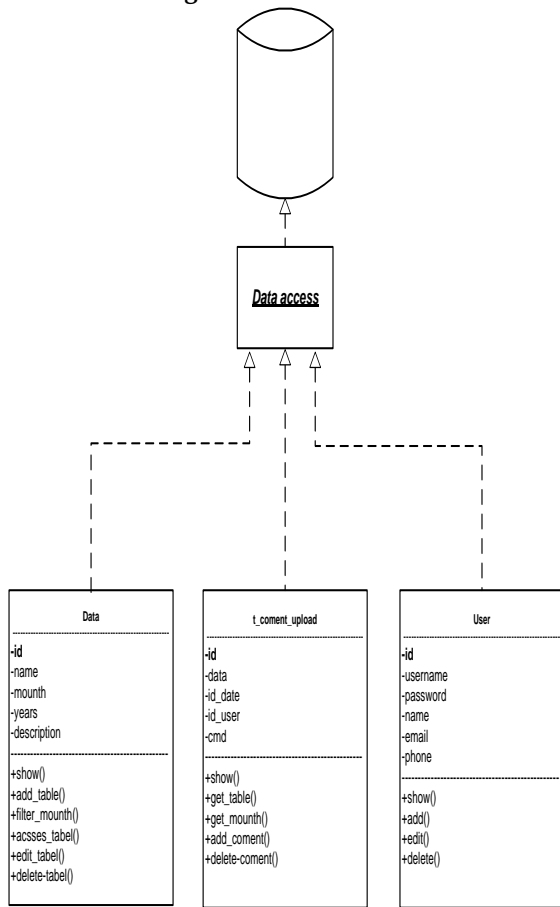 Data access
Data
-id
-name
-mounth
-years
-description
+show()
+add_table()
+filter_mounth()
+acsses_tabel()
+edit_tabel()
+delete-tabel()
t_coment_upload
-id
-data
-id_date
-id_user
-cmd
+show()
+get_table()
+get_mounth()
+add_coment()
+delete-coment()
User
-id
-username
-password
-name
-email
-phone
+show()
+add()
+edit()
+delete()